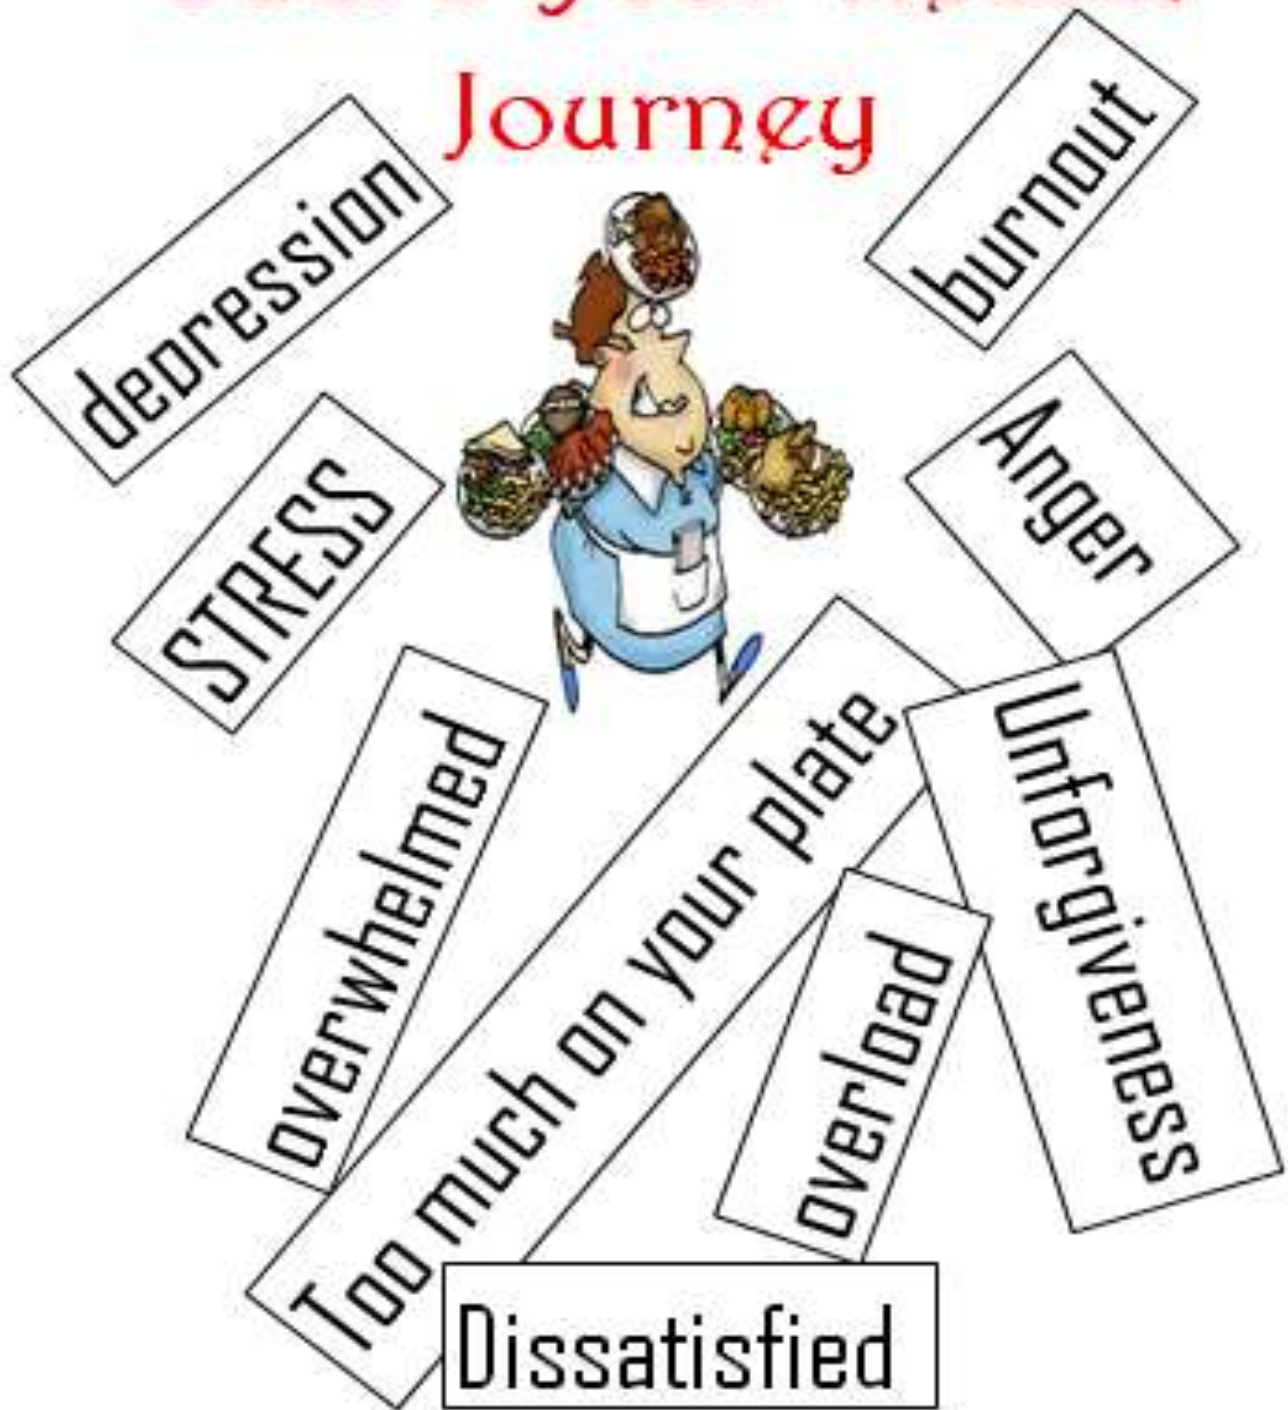 Journey
depression
burnout
STRESS
Anger
overwhelmed
Too much on your plate
Unforgiveness
overload
Dissatisfied